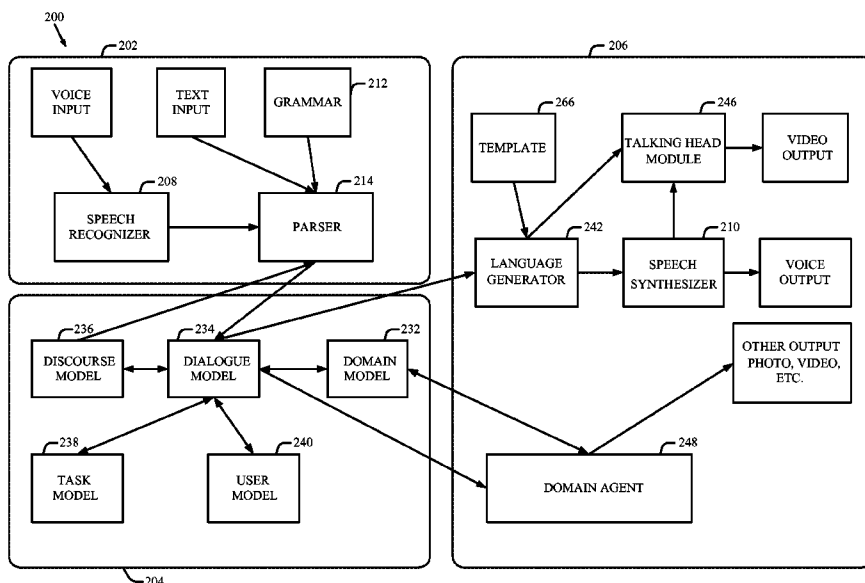 200
202
VOICE
INPUT
TEXT
INPUT
GRAMMAR
212
208
SPEECH
RECOGNIZER
214
PARSER
206
266
TEMPLATE
246
TALKING HEAD
MODULE
VIDEO
OUTPUT
242
LANGUAGE
GENERATOR
210
SPEECH
SYNTHESIZER
VOICE
OUTPUT
236
DISCOURSE
MODEL
234
DIALOGUE
MODEL
232
DOMAIN
MODEL
OTHER OUTPUT
PHOTO, VIDEO,
ETC.
238
TASK
MODEL
240
USER
MODEL
248
DOMAIN AGENT
204